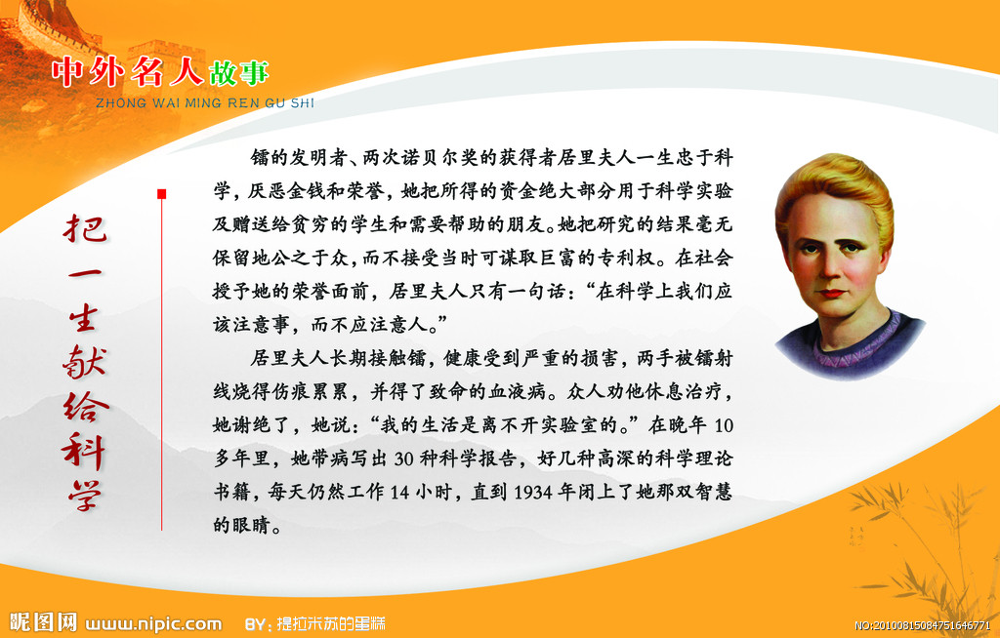 中外名人故事
ZHONG WAI MING REN GU SHI
把一生献给科学
镭的发明者、两次诺贝尔奖的获得者居里夫人一生忠于科
学，厌恶金钱和荣誉，她把所得的资金绝大部分用于科学实验
及赠送给贫穷的学生和需要帮助的朋友。她把研究的结果毫无
保留地公之于众，而不接受当时可谋取巨富的专利权。在社会
授予她的荣誉面前，居里夫人只有一句话：“在科学上我们应
该注意事，而不应注意人。”
居里夫人长期接触镭，健康受到严重的损害，两手被镭射
线烧得伤痕累累，并得了致命的血液病。众人劝他休息治疗，
她谢绝了，她说：“我的生活是离不开实验室的。”在晚年 10
多年里，她带病写出 30 种科学报告，好几种高深的科学理论
书籍，每天仍然工作 14 小时，直到 1934 年闭上了她那双智慧
的眼睛。
昵图网 www.nipic.com BY：提拉米苏的蛋糕
NO:20100815084751646771